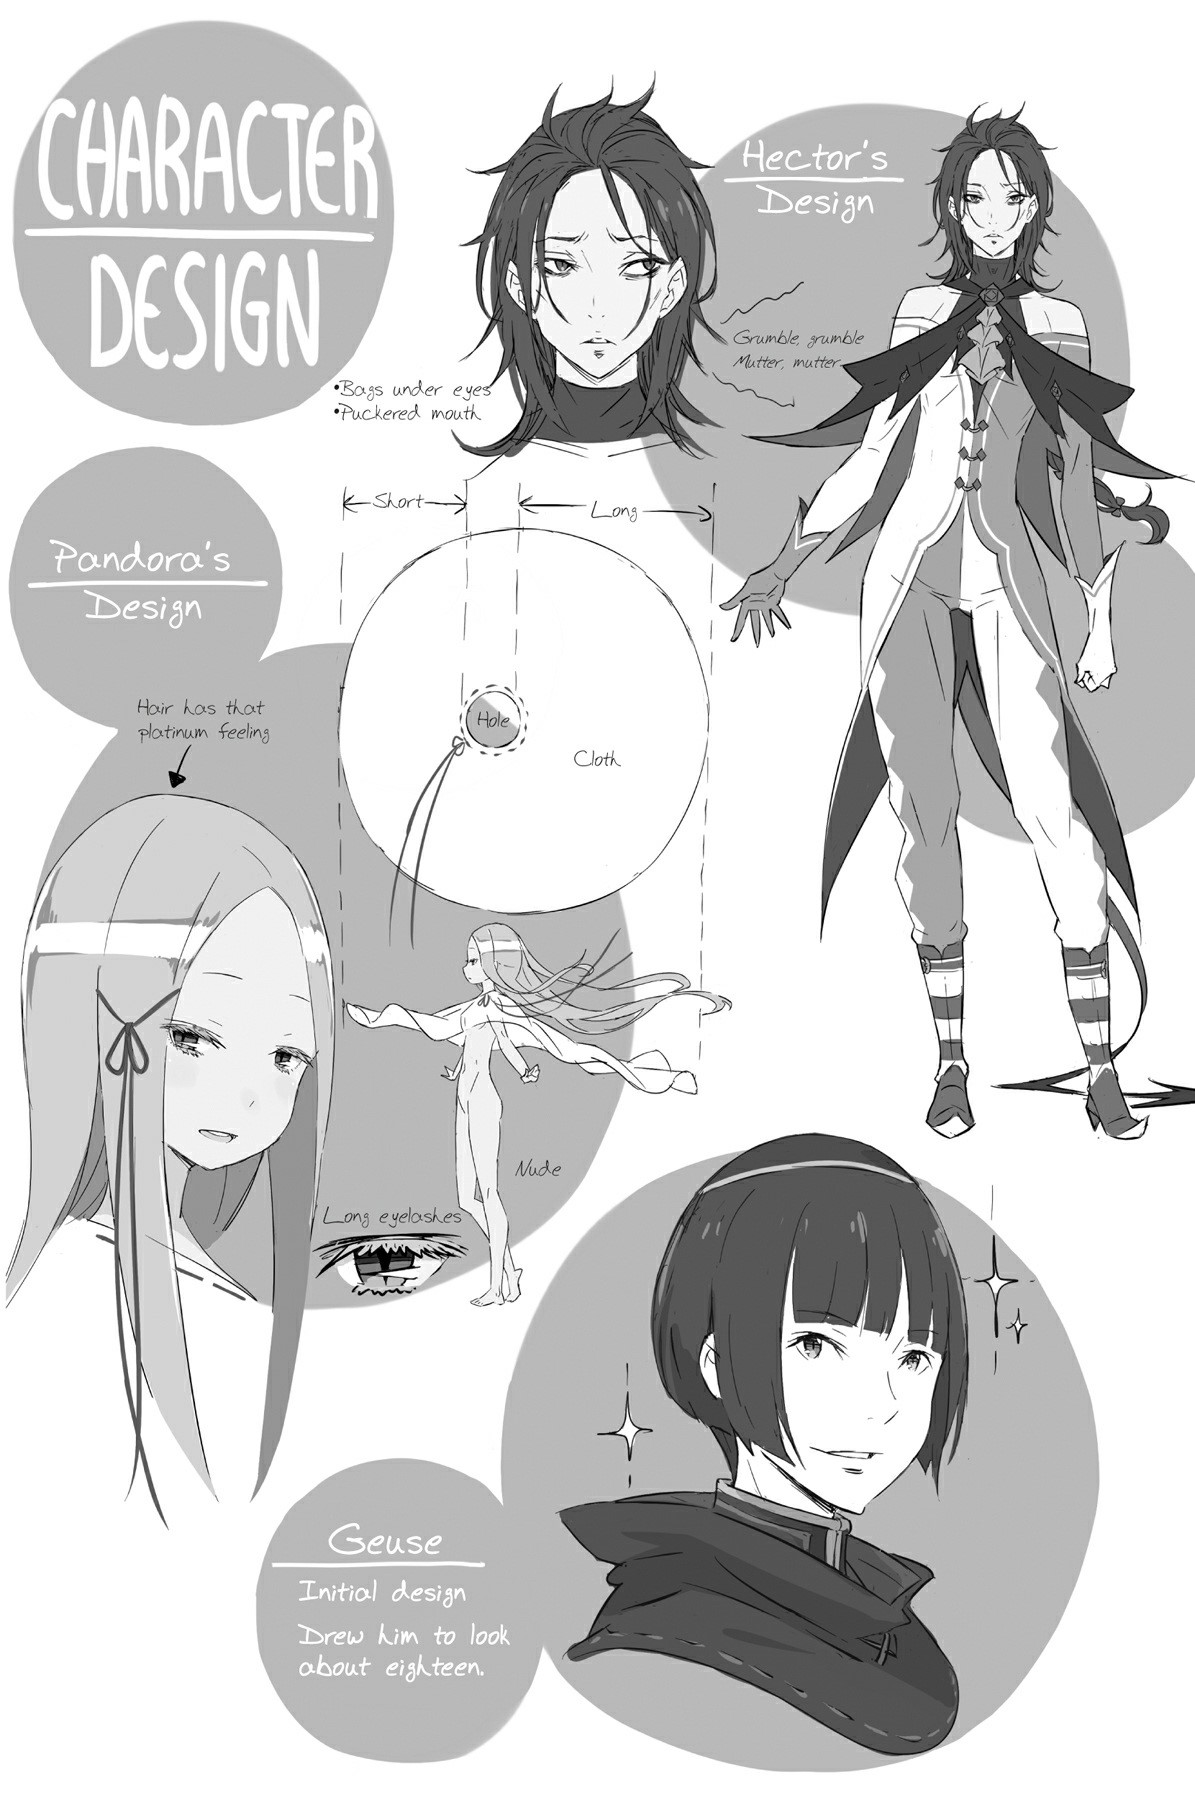 CHARACTER
DESIGN
Hector's
Design
Grumble, grumble
Mutter, mutter
•Bags under eyes
•Puckered mouth
Short
Long
Hole
Cloth
Pandora's
Design
Hair has that
platinum feeling
Nude
Long eyelashes
Geuse
Initial design
Drew him to look
about eighteen.